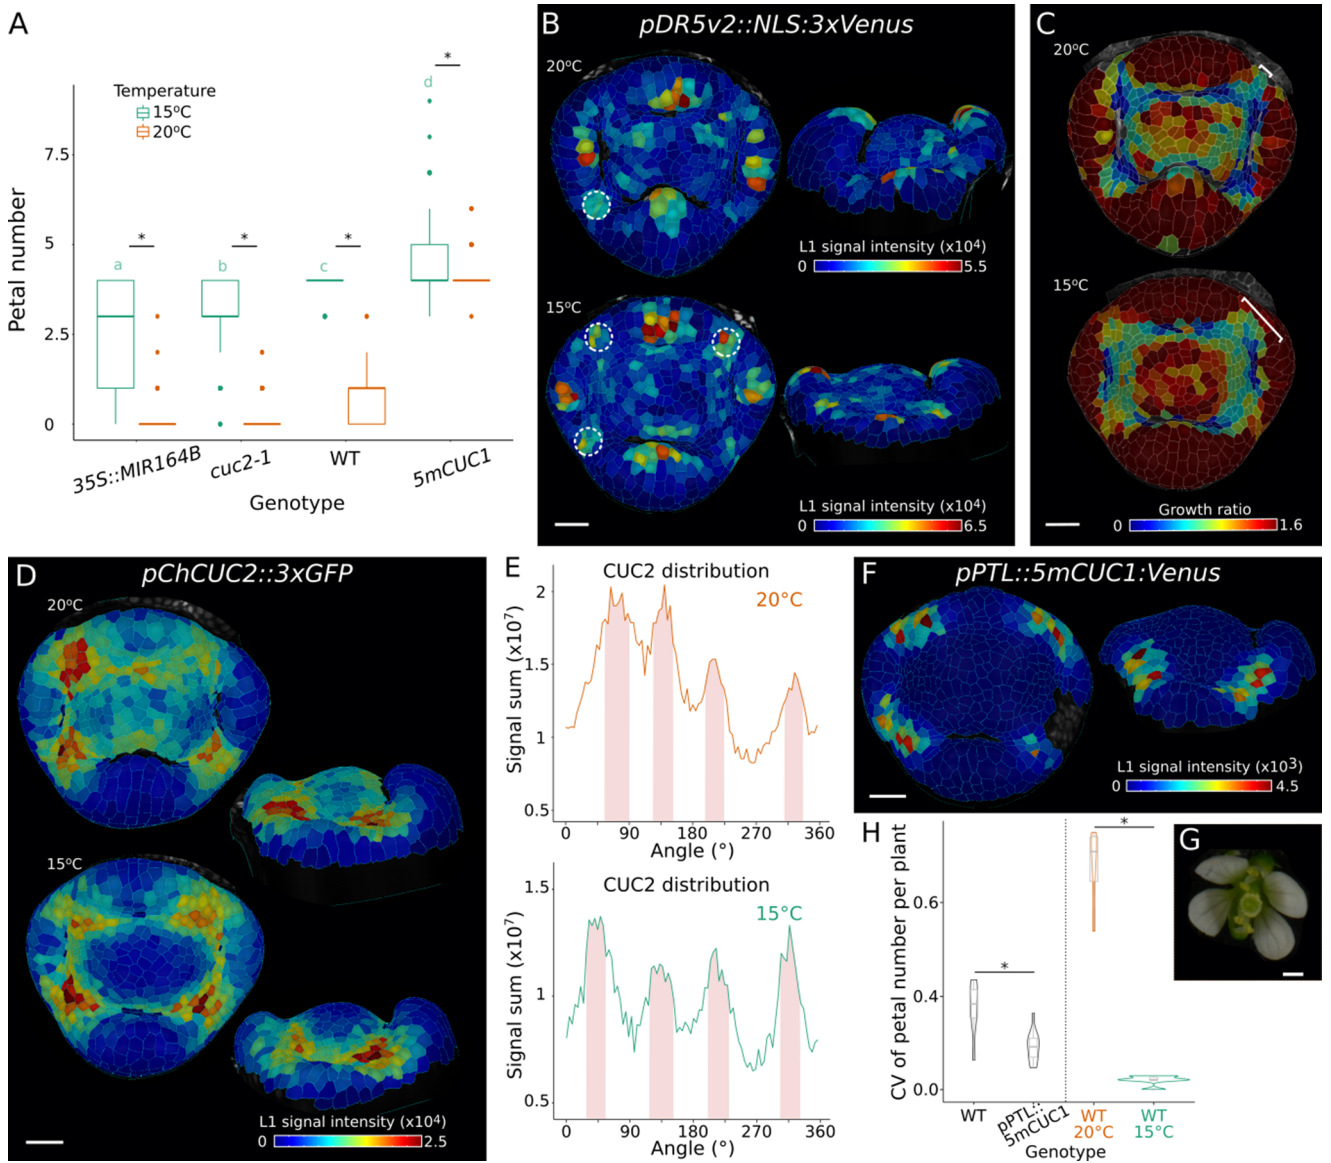 A
Temperature
15°C
20°C
Petal number
7.5
5
2.5
0
a
b
c
d
*
*
*
*
35S::MIR164B
cuc2-1
WT
5mCUC1
Genotype
B
pDR5v2::NLS:3xVenus
20°C
L1 signal intensity (x10⁴)
0
5.5
15°C
L1 signal intensity (x10⁴)
0
6.5
C
20°C
15°C
Growth ratio
0
1.6
D
pChCUC2::3xGFP
20°C
15°C
L1 signal intensity (x10⁴)
0
2.5
E
CUC2 distribution
20°C
Signal sum (x10⁷)
2
1.5
1
0.5
0 90 180 270 360
Angle (°)
CUC2 distribution
15°C
Signal sum (x10⁷)
1.5
1
0.5
0 90 180 270 360
Angle (°)
F
pPTL::5mCUC1:Venus
L1 signal intensity (x10³)
0
4.5
H
CV of petal number per plant
0.6
0.4
0.0
*
*
WT
pPTL::
5mCUC1
WT
20°C
WT
15°C
Genotype
G